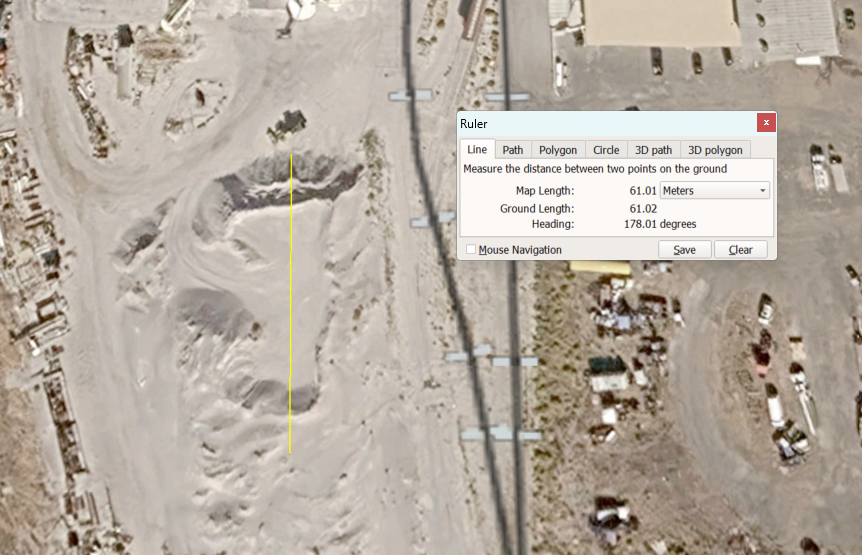 Ruler
x
Line Path Polygon Circle 3D path 3D polygon
Measure the distance between two points on the ground
Map Length: 61.01 Meters
Ground Length: 61.02
Heading: 178.01 degrees
Mouse Navigation Save Clear